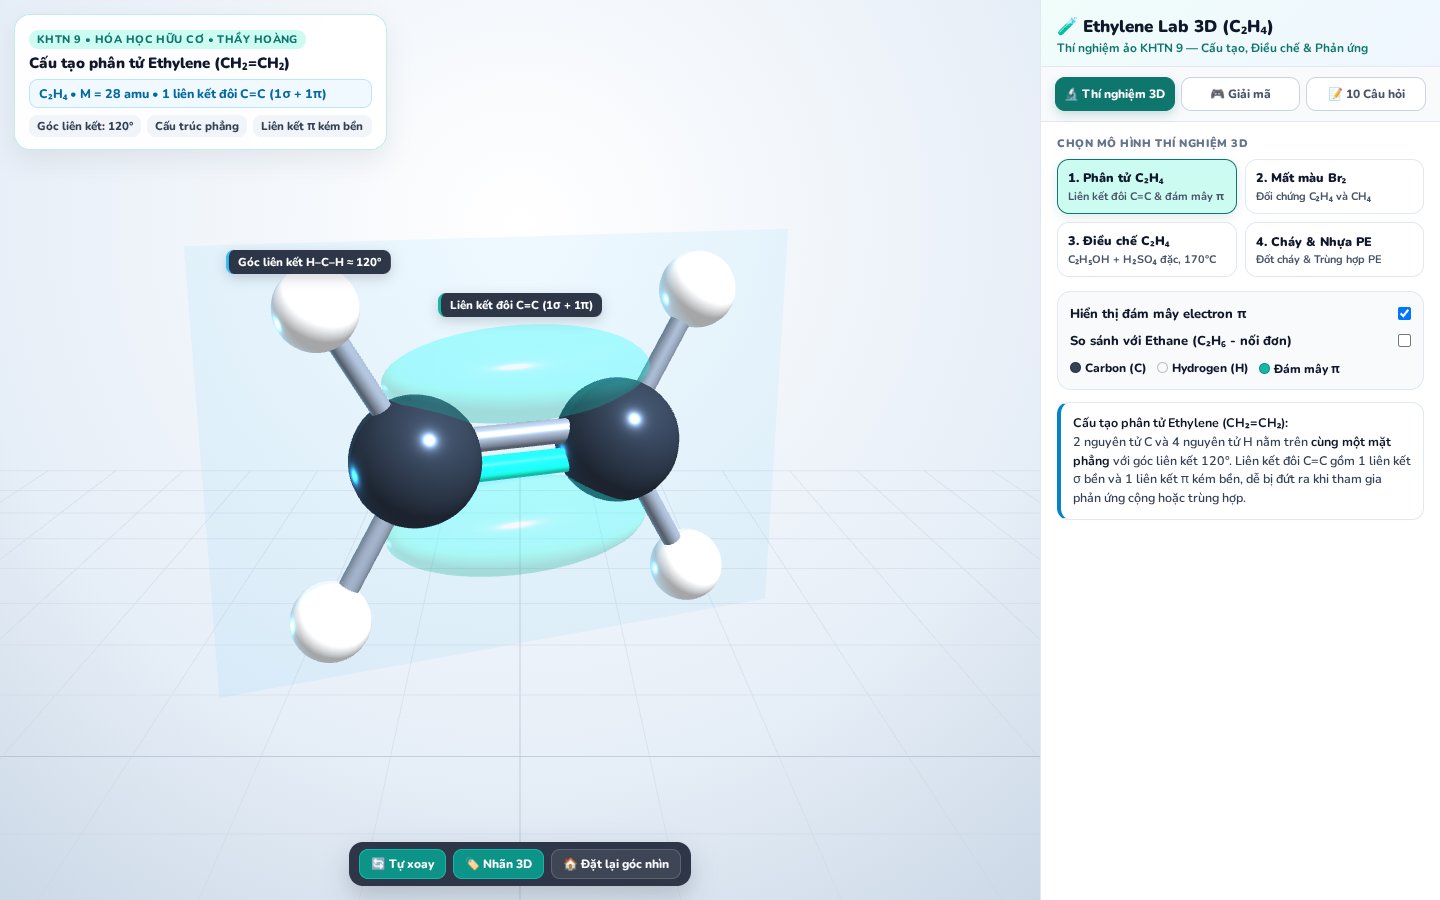 KHTN 9 • HÓA HỌC HỮU CƠ • THẦY HOÀNG
Cấu tạo phân tử Ethylene (CH₂=CH₂)
C₂H₄ • M = 28 amu • 1 liên kết đôi C=C (1σ + 1π)
Góc liên kết: 120°
Cấu trúc phẳng
Liên kết π kém bền
Góc liên kết H–C–H ≈ 120°
Liên kết đôi C=C (1σ + 1π)
🔄 Tự xoay
🏷️ Nhãn 3D
🏠 Đặt lại góc nhìn
🧪 Ethylene Lab 3D (C₂H₄)
Thí nghiệm ảo KHTN 9 — Cấu tạo, Điều chế & Phản ứng
🔬 Thí nghiệm 3D
🎮 Giải mã
📝 10 Câu hỏi
CHỌN MÔ HÌNH THÍ NGHIỆM 3D
1. Phân tử C₂H₄
Liên kết đôi C=C & đám mây π
2. Mất màu Br₂
Đối chứng C₂H₄ và CH₄
3. Điều chế C₂H₄
C₂H₅OH + H₂SO₄ đặc, 170°C
4. Cháy & Nhựa PE
Đốt cháy & Trùng hợp PE
Hiển thị đám mây electron π
So sánh với Ethane (C₂H₆ - nối đơn)
Carbon (C)
Hydrogen (H)
Đám mây π
Cấu tạo phân tử Ethylene (CH₂=CH₂):
2 nguyên tử C và 4 nguyên tử H nằm trên cùng một mặt
phẳng với góc liên kết 120°. Liên kết đôi C=C gồm 1 liên kết
σ bền và 1 liên kết π kém bền, dễ bị đứt ra khi tham gia
phản ứng cộng hoặc trùng hợp.